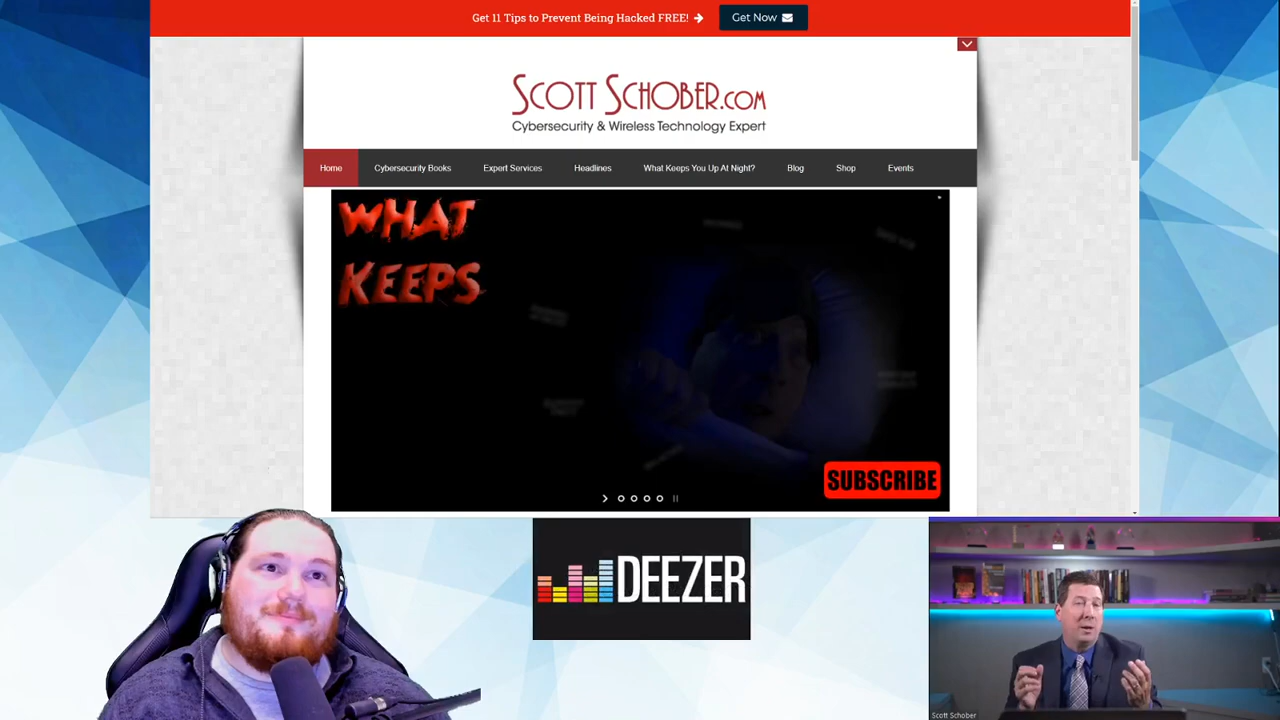 Get 11 Tips to Prevent Being Hacked FREE!
Get Now
SCOTT SCHOBER.COM
Cybersecurity & Wireless Technology Expert
Home Cybersecurity Books Expert Services Headlines What Keeps You Up At Night? Blog Shop Events
WHAT
KEEPS
SUBSCRIBE
DEEZER
Scott Schober